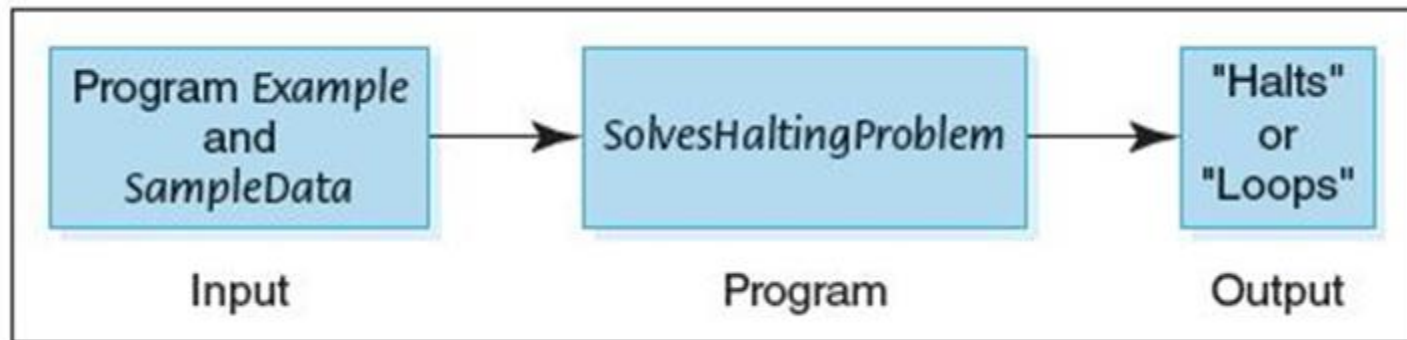 Program Example
and
SampleData
SolvesHaltingProblem
"Halts"
or
"Loops"
Input
Program
Output